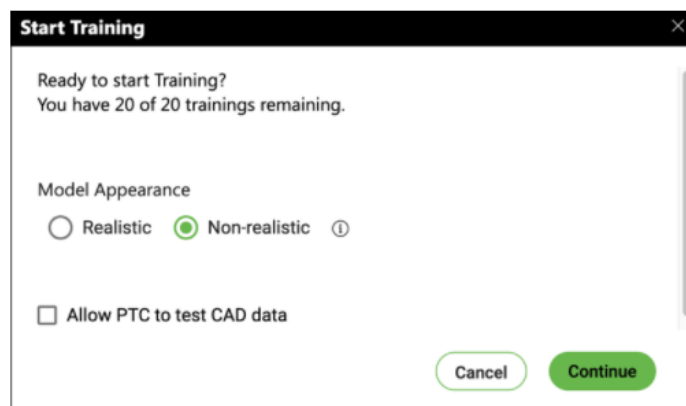 Start Training
Ready to start Training?
You have 20 of 20 trainings remaining.
Model Appearance
Realistic Non-realistic
Allow PTC to test CAD data
Cancel Continue